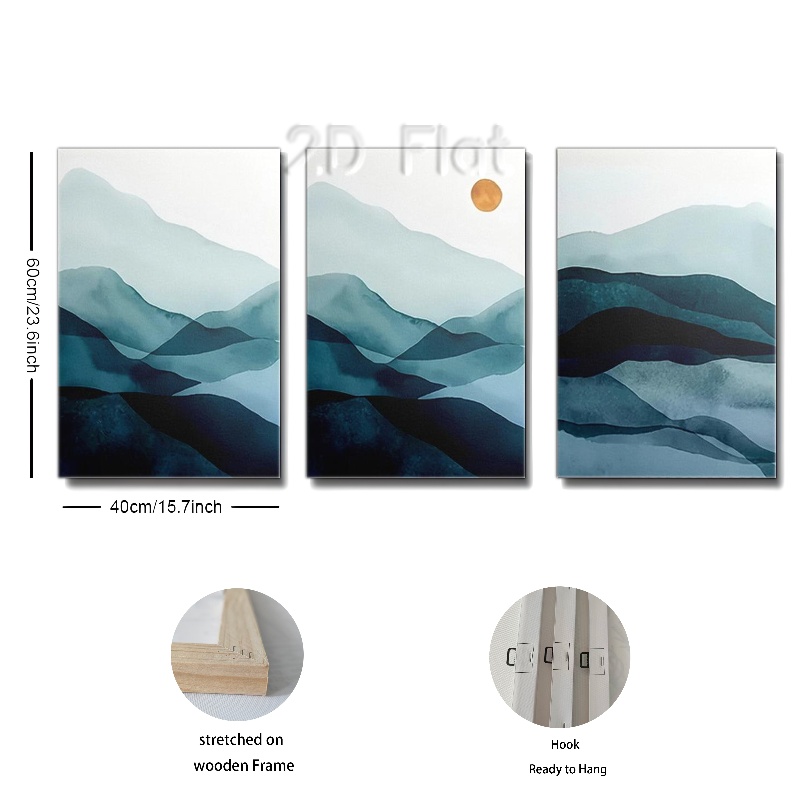 2D Flat
60cm/23.6inch
40cm/15.7inch
stretched on
wooden Frame
Hook
Ready to Hang